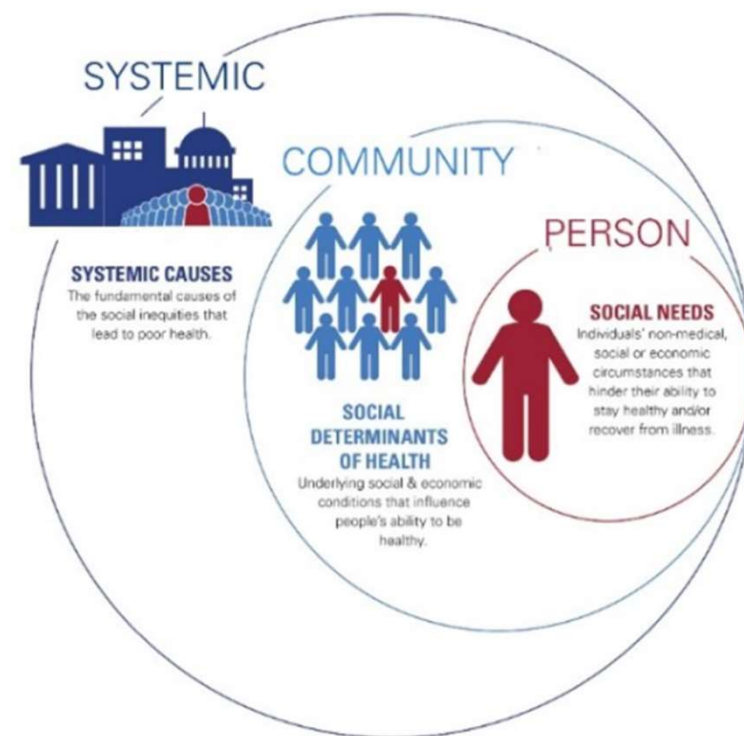 SYSTEMIC
COMMUNITY
PERSON
SYSTEMIC CAUSES
The fundamental causes of
the social inequities that
lead to poor health.
SOCIAL
DETERMINANTS
OF HEALTH
Underlying social & economic
conditions that influence
people's ability to be
healthy.
SOCIAL NEEDS
Individuals' non-medical,
social or economic
circumstances that
hinder their ability to
stay healthy and/or
recover from illness.